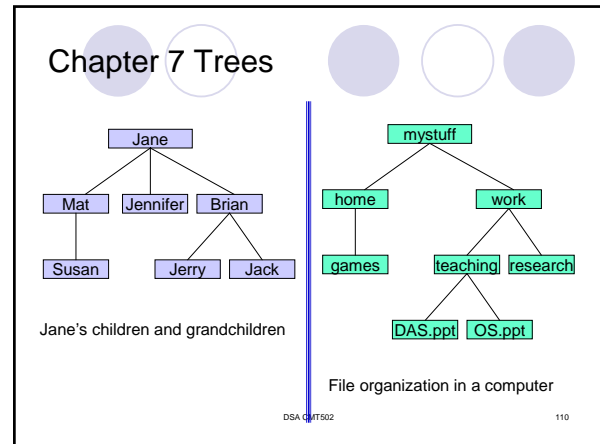 Chapter 7 Trees
Jane
Mat Jennifer Brian
Susan Jerry Jack
Jane's children and grandchildren
mystuff
home work
games teaching research
DAS.ppt OS.ppt
File organization in a computer
DSA CMT502 110